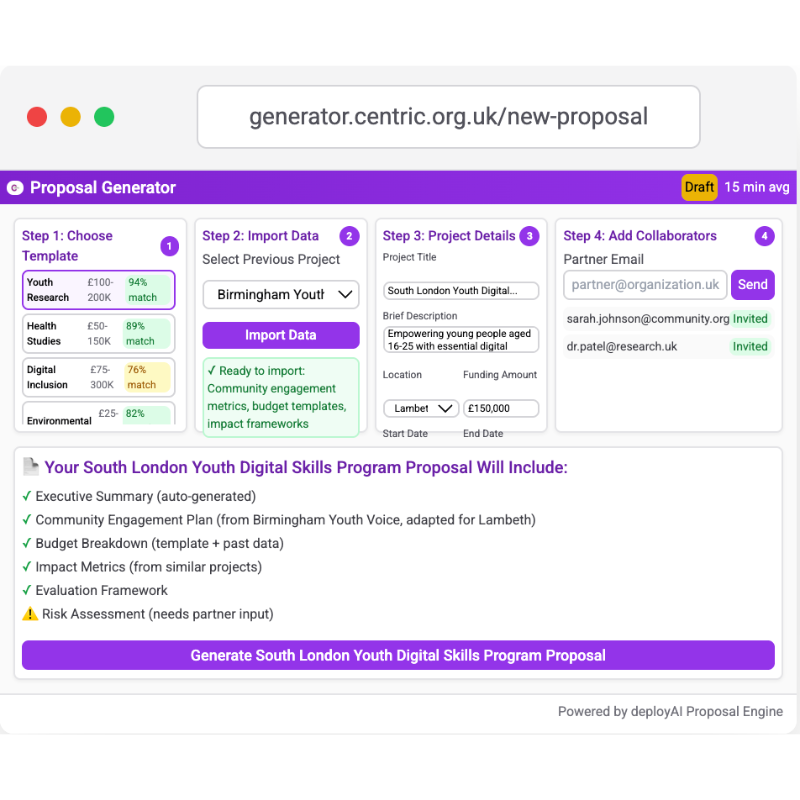 generator.centric.org.uk/new-proposal
Proposal Generator
Draft
15 min avg
Step 1: Choose
Template
1
Youth
Research
£100-
200K
94%
match
Health
Studies
£50-
150K
89%
match
Digital
Inclusion
£75-
300K
76%
match
Environmental
£25-
82%
Step 2: Import Data
2
Select Previous Project
Birmingham Youth
Import Data
✓ Ready to import:
Community engagement
metrics, budget templates,
impact frameworks
Step 3: Project Details
3
Project Title
South London Youth Digital...
Brief Description
Empowering young people aged
16-25 with essential digital
Location
Funding Amount
Lambet
£150,000
Start Date
End Date
Step 4: Add Collaborators
4
Partner Email
partner@organization.uk
Send
sarah.johnson@community.org
Invited
dr.patel@research.uk
Invited
Your South London Youth Digital Skills Program Proposal Will Include:
✓ Executive Summary (auto-generated)
✓ Community Engagement Plan (from Birmingham Youth Voice, adapted for Lambeth)
✓ Budget Breakdown (template + past data)
✓ Impact Metrics (from similar projects)
✓ Evaluation Framework
⚠ Risk Assessment (needs partner input)
Generate South London Youth Digital Skills Program Proposal
Powered by deployAI Proposal Engine